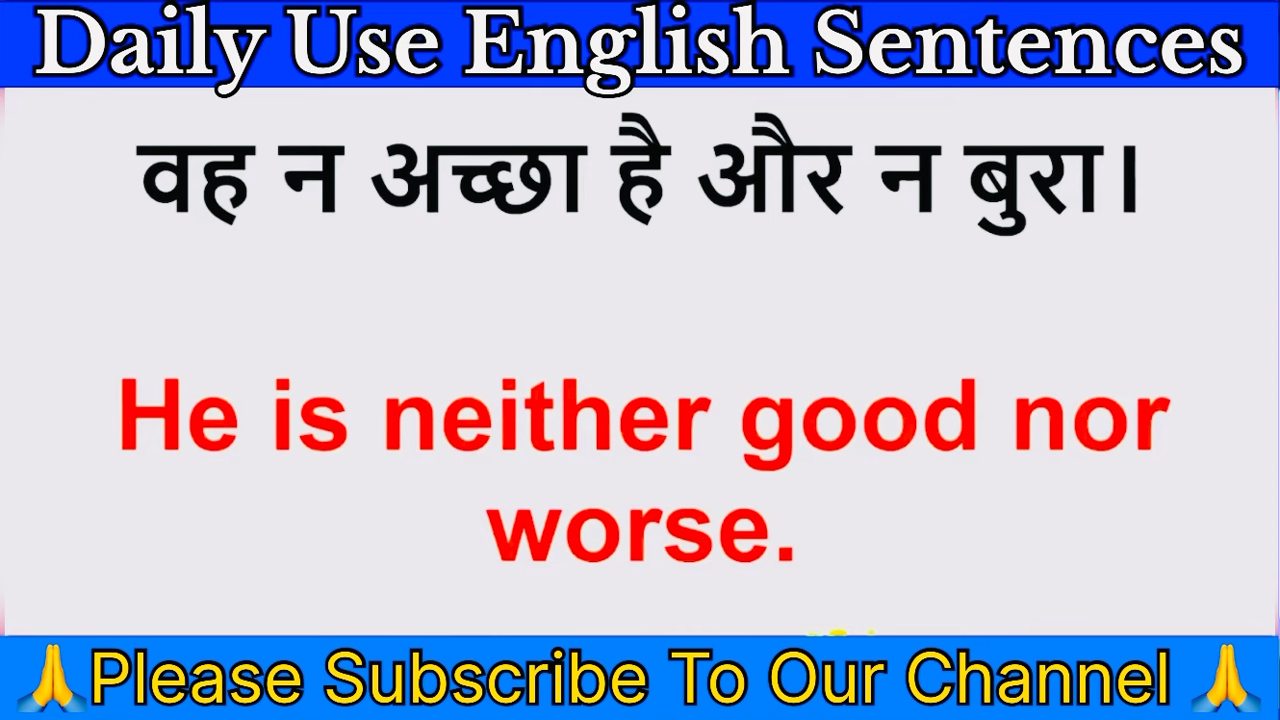 Daily Use English Sentences
वह न अच्छा है और न बुरा।
He is neither good nor
worse.
🙏Please Subscribe To Our Channel 🙏